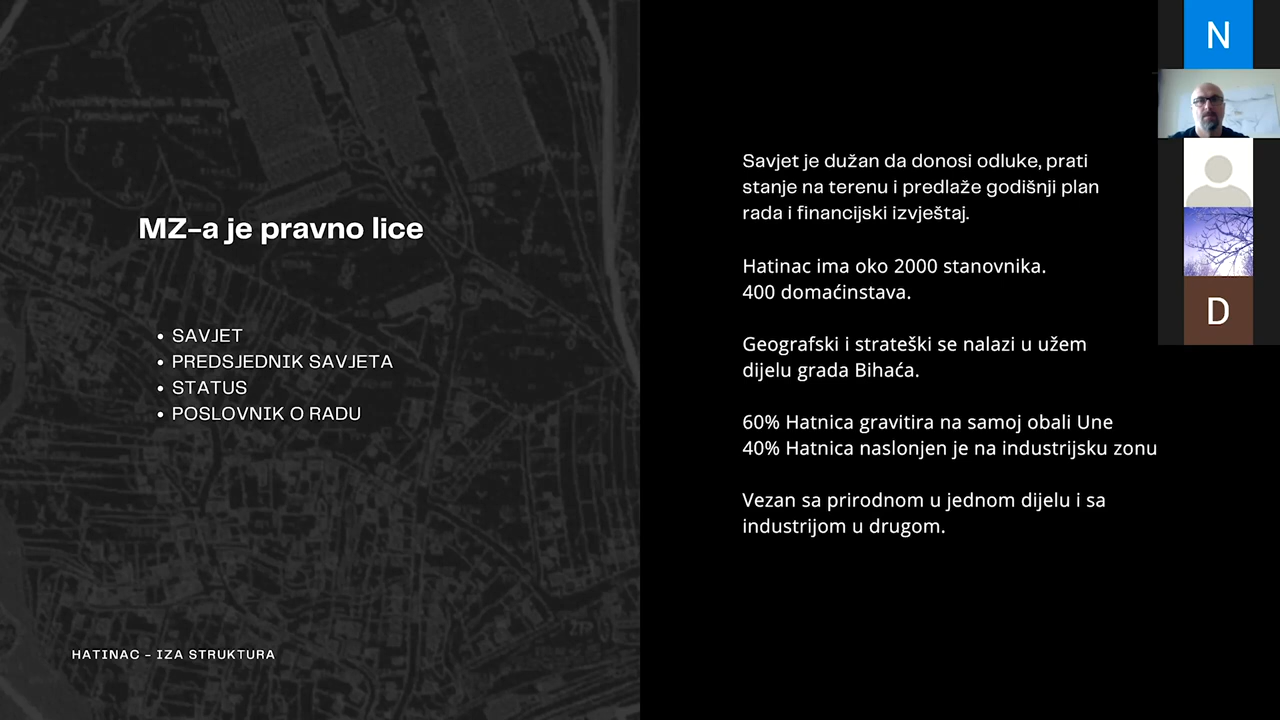 MZ-a je pravno lice
• SAVJET
• PREDSJEDNIK SAVJETA
• STATUS
• POSLOVNIK O RADU
HATINAC - IZA STRUKTURA
Savjet je dužan da donosi odluke, prati
stanje na terenu i predlaže godišnji plan
rada i financijski izvještaj.
Hatinac ima oko 2000 stanovnika.
400 domaćinstava.
Geografski i strateški se nalazi u užem
dijelu grada Bihaća.
60% Hatnica gravitira na samoj obali Une
40% Hatnica naslonjen je na industrijsku zonu
Vezan sa prirodnom u jednom dijelu i sa
industrijom u drugom.
N
D